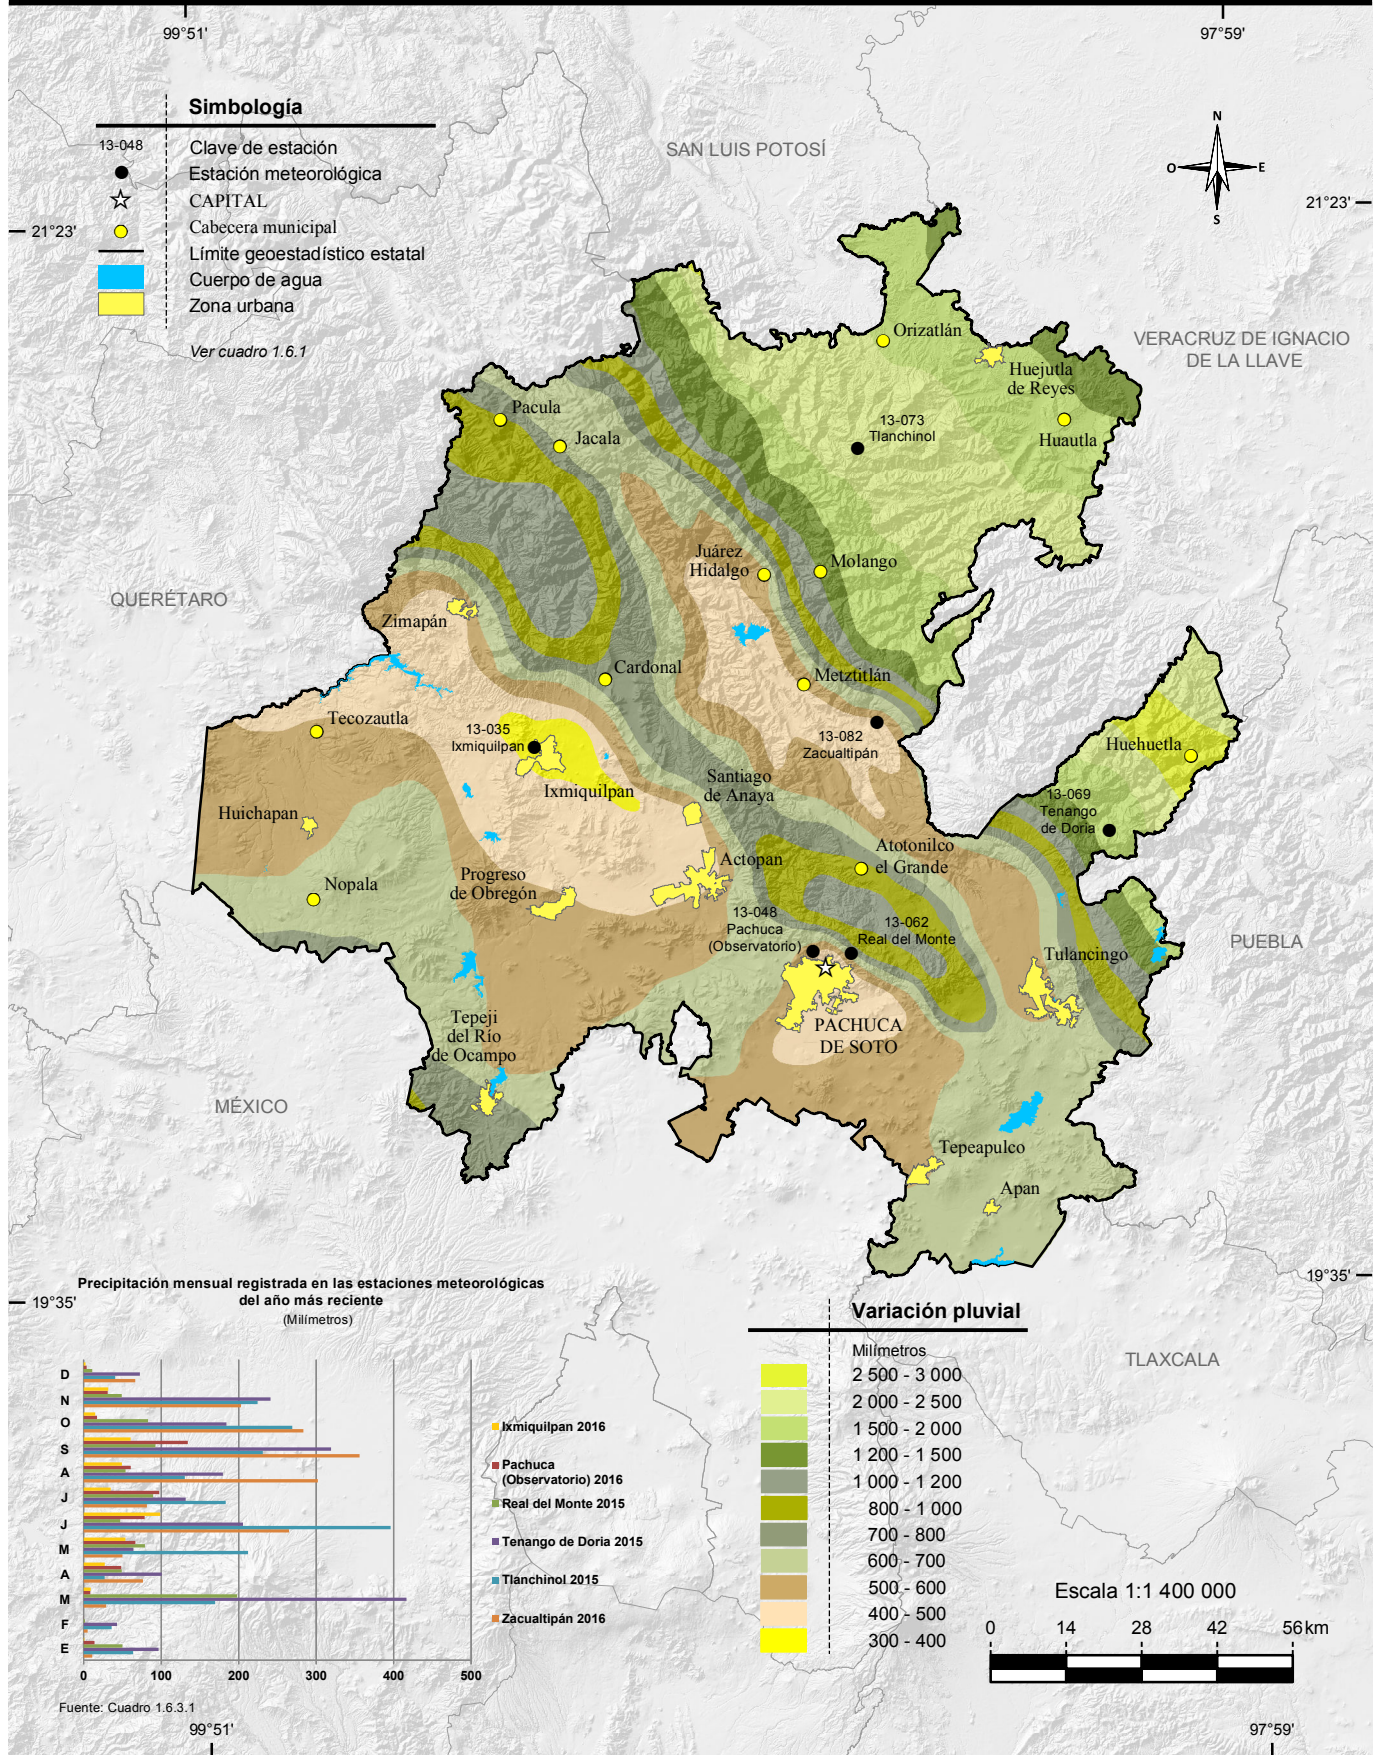 99°51'
97°59'
Simbología
13-048
Clave de estación
Estación meteorológica
CAPITAL
Cabecera municipal
Límite geoestadístico estatal
Cuerpo de agua
Zona urbana
Ver cuadro 1.6.1
SAN LUIS POTOSÍ
N
O
E
S
21°23'
21°23'
VERACRUZ DE IGNACIO
DE LA LLAVE
Orizatlán
Huejutla
de Reyes
Huautla
13-073
Tlanchinol
Pacula
Jacala
Juárez
Hidalgo
Molango
QUERÉTARO
Zimapán
Cardonal
Metztitlán
Tecozautla
13-035
Ixmiquilpan
Ixmiquilpan
13-082
Zacualtipán
Huehuetla
13-069
Tenango
de Doria
Santiago
de Anaya
Huichapan
Nopala
Progreso
de Obregón
Actopan
Atotonilco
el Grande
13-048
Pachuca
(Observatorio)
13-062
Real del Monte
Tulancingo
PUEBLA
PACHUCA
DE SOTO
Tepeji
del Río
de Ocampo
MÉXICO
Tepeapulco
Apan
19°35'
19°35'
TLAXCALA
Precipitación mensual registrada en las estaciones meteorológicas
del año más reciente
(Milímetros)
D
N
O
S
A
J
J
M
A
M
F
E
0 100 200 300 400 500
Ixmiquilpan 2016
Pachuca
(Observatorio) 2016
Real del Monte 2015
Tenango de Doria 2015
Tlanchinol 2015
Zacualtipán 2016
Fuente: Cuadro 1.6.3.1
Variación pluvial
Milímetros
2 500 - 3 000
2 000 - 2 500
1 500 - 2 000
1 200 - 1 500
1 000 - 1 200
800 - 1 000
700 - 800
600 - 700
500 - 600
400 - 500
300 - 400
Escala 1:1 400 000
0 14 28 42 56 km
99°51'
97°59'